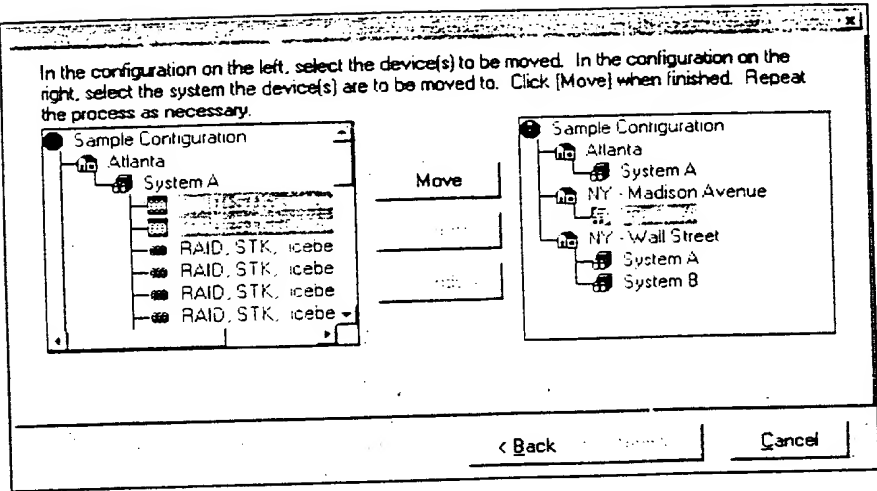 In the configuration on the left, select the device(s) to be moved. In the configuration on the
right, select the system the device(s) are to be moved to. Click [Move] when finished. Repeat
the process as necessary.
Sample Configuration
Atlanta
System A
RAID, STK, Icebe
RAID, STK, Icebe
RAID, STK, Icebe
RAID, STK, Icebe
Move
Sample Configuration
Atlanta
System A
NY - Madison Avenue
NY - Wall Street
System A
System B
< Back
Cancel